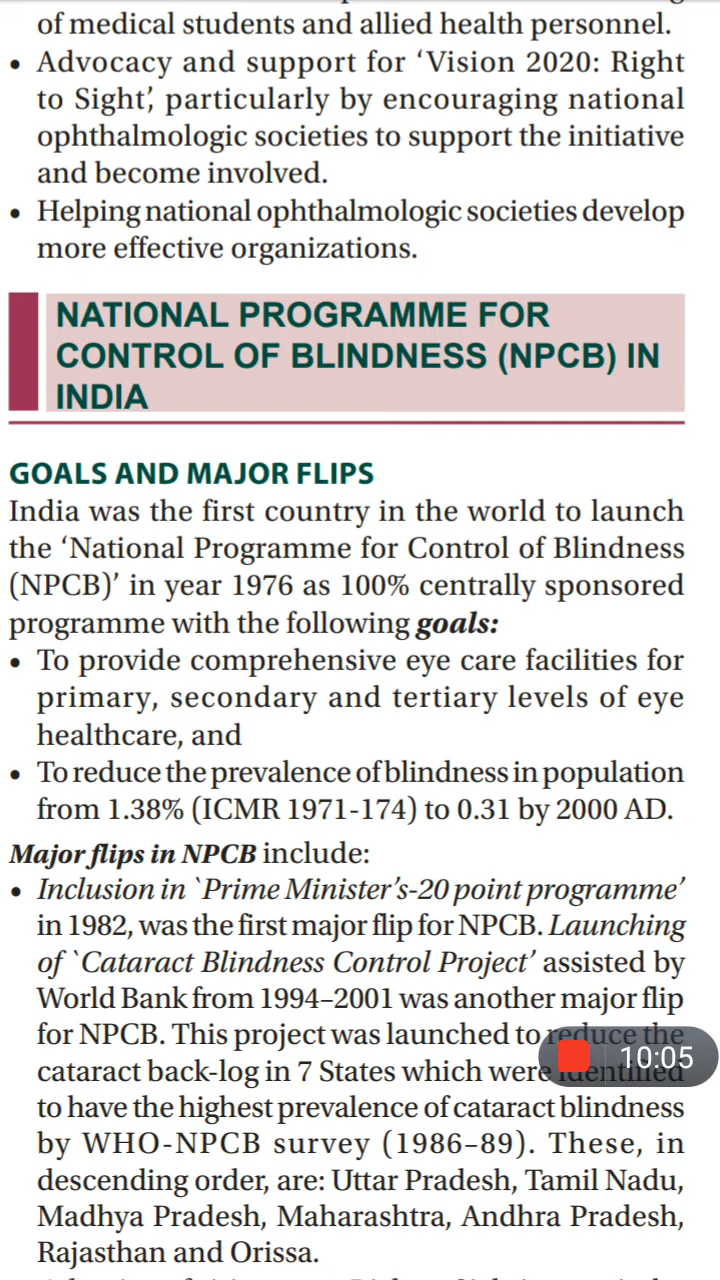 of medical students and allied health personnel.
• Advocacy and support for ‘Vision 2020: Right
to Sight’, particularly by encouraging national
ophthalmologic societies to support the initiative
and become involved.
• Helping national ophthalmologic societies develop
more effective organizations.
NATIONAL PROGRAMME FOR
CONTROL OF BLINDNESS (NPCB) IN
INDIA
GOALS AND MAJOR FLIPS
India was the first country in the world to launch
the ‘National Programme for Control of Blindness
(NPCB)’ in year 1976 as 100% centrally sponsored
programme with the following goals:
• To provide comprehensive eye care facilities for
primary, secondary and tertiary levels of eye
healthcare, and
• To reduce the prevalence of blindness in population
from 1.38% (ICMR 1971-174) to 0.31 by 2000 AD.
Major flips in NPCB include:
• Inclusion in `Prime Minister’s-20 point programme’
in 1982, was the first major flip for NPCB. Launching
of `Cataract Blindness Control Project’ assisted by
World Bank from 1994–2001 was another major flip
for NPCB. This project was launched to reduce the
10:05
cataract back-log in 7 States which were identified
to have the highest prevalence of cataract blindness
by WHO-NPCB survey (1986–89). These, in
descending order, are: Uttar Pradesh, Tamil Nadu,
Madhya Pradesh, Maharashtra, Andhra Pradesh,
Rajasthan and Orissa.